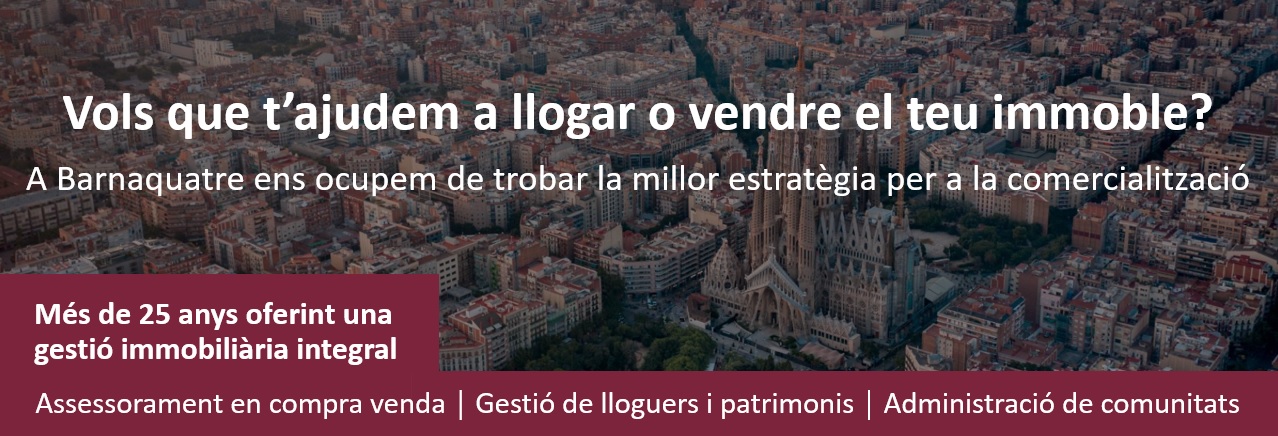 Vols que t’ajudem a llogar o vendre el teu immoble?
A Barnaquatre ens ocupem de trobar la millor estratègia per a la comercialització
Més de 25 anys oferint una
gestió immobiliària integral
Assessorament en compra venda | Gestió de lloguers i patrimonis | Administració de comunitats